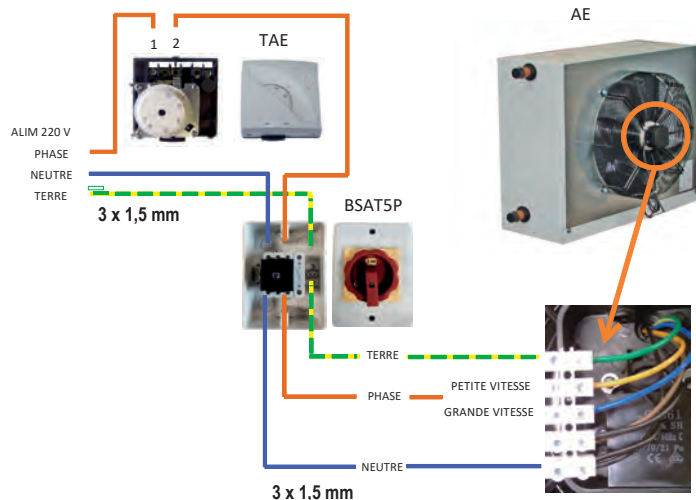 AE
1 2 TAE
ALIM 220 V
PHASE
NEUTRE
TERRE
3 x 1,5 mm
BSAT5P
TERRE
PHASE
PETITE VITESSE
GRANDE VITESSE
NEUTRE
3 x 1,5 mm